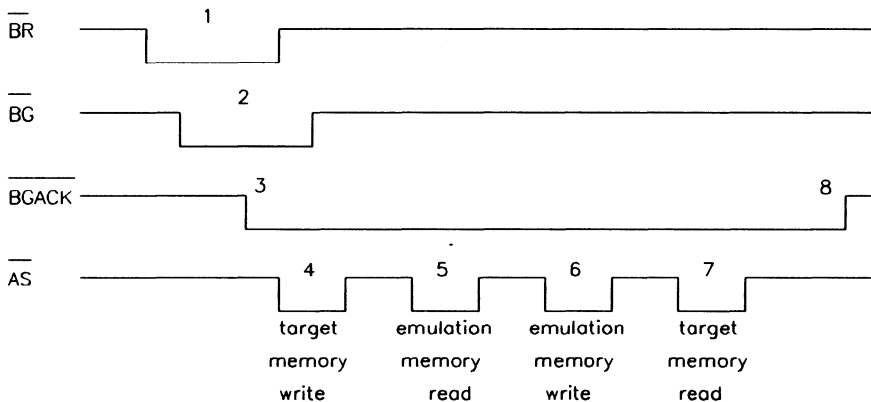 1
BR
2
BG
3
8
BGACK
4 5 6 7
AS
target emulation emulation target
memory memory memory memory
write read write read